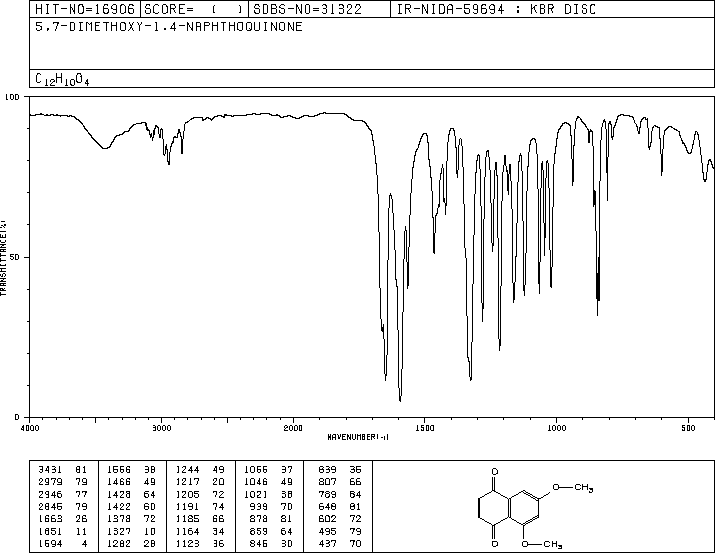 HIT-NO=16906 SCORE= ( ) SDBS-NO=31322 IR-NIDA-59694 : KBR DISC
5,7-DIMETHOXY-1,4-NAPHTHOQUINONE
C12H10O4
100
50
0
TRANSMITTANCE(%)
4000 3000 2000 1500 1000 500
WAVENUMBER(-1)
3431 81 1566 38 1244 49 1066 37 839 35
2979 79 1466 49 1217 20 1046 49 807 66
2946 77 1428 64 1205 72 1021 38 789 84
2845 79 1422 60 1191 74 939 70 648 81
1663 26 1378 72 1185 66 878 81 602 72
1651 11 1327 10 1164 34 859 64 495 79
1594 4 1282 28 1123 36 846 30 437 70
O
O—CH3
O
O—CH3